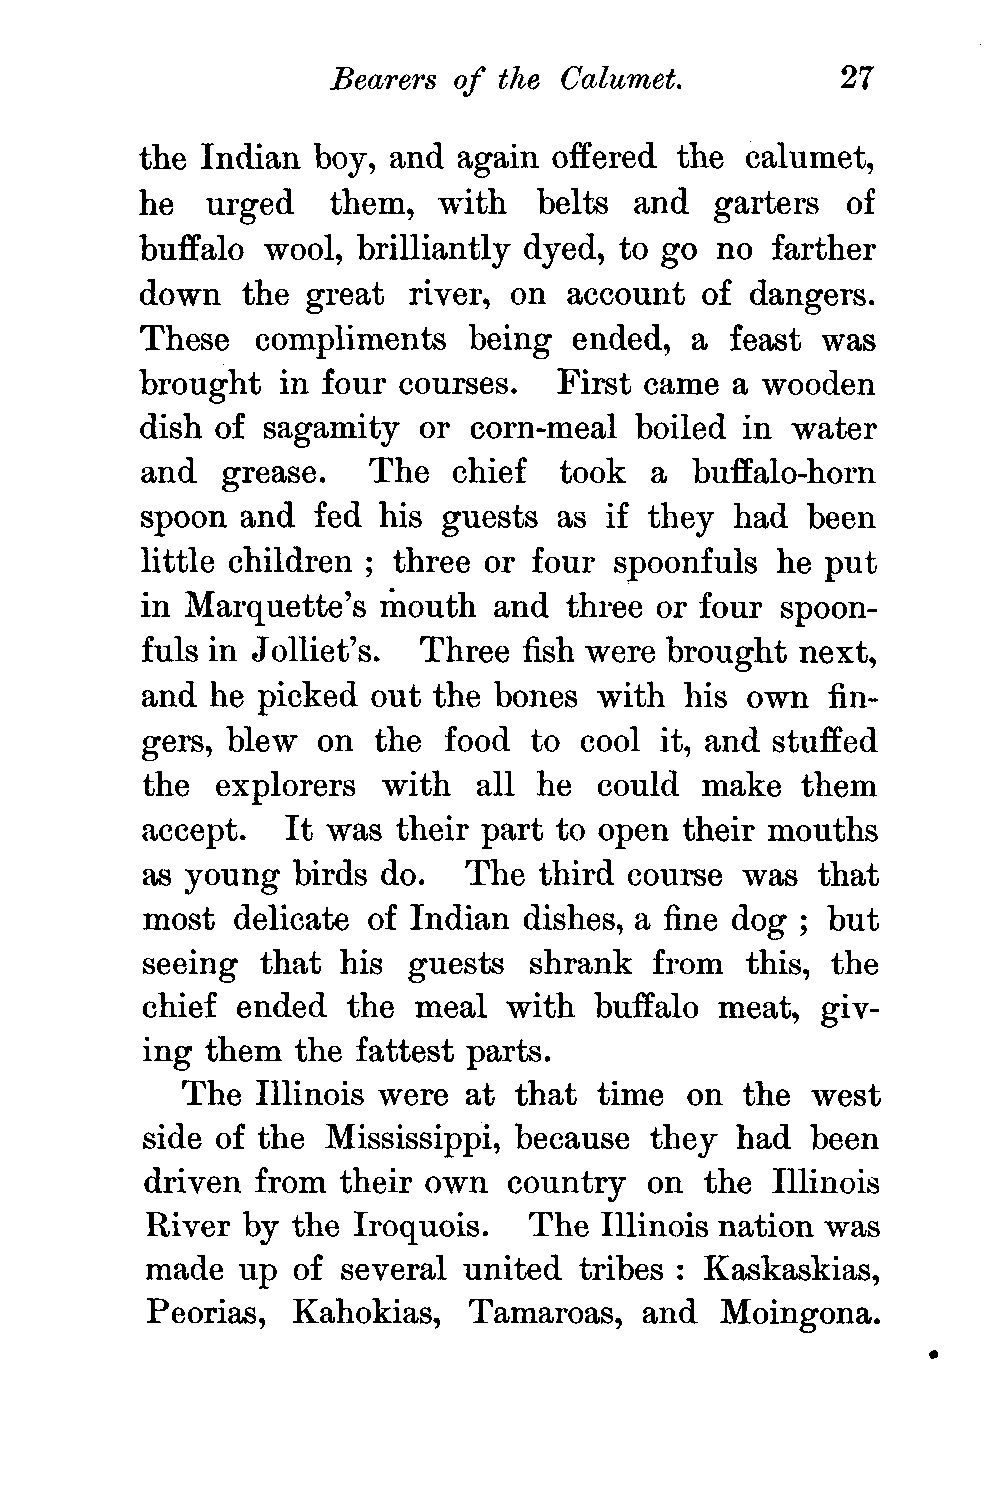 Bearers of the Calumet. 27
the Indian boy, and again offered the calumet,
he urged them, with belts and garters of
buffalo wool, brilliantly dyed, to go no farther
down the great river, on account of dangers.
These compliments being ended, a feast was
brought in four courses. First came a wooden
dish of sagamity or corn-meal boiled in water
and grease. The chief took a buffalo-horn
spoon and fed his guests as if they had been
little children ; three or four spoonfuls he put
in Marquette's mouth and three or four spoon-
fuls in Jolliet's. Three fish were brought next,
and he picked out the bones with his own fin-
gers, blew on the food to cool it, and stuffed
the explorers with all he could make them
accept. It was their part to open their mouths
as young birds do. The third course was that
most delicate of Indian dishes, a fine dog ; but
seeing that his guests shrank from this, the
chief ended the meal with buffalo meat, giv-
ing them the fattest parts.
The Illinois were at that time on the west
side of the Mississippi, because they had been
driven from their own country on the Illinois
River by the Iroquois. The Illinois nation was
made up of several united tribes : Kaskaskias,
Peorias, Kahokias, Tamaroas, and Moingona.